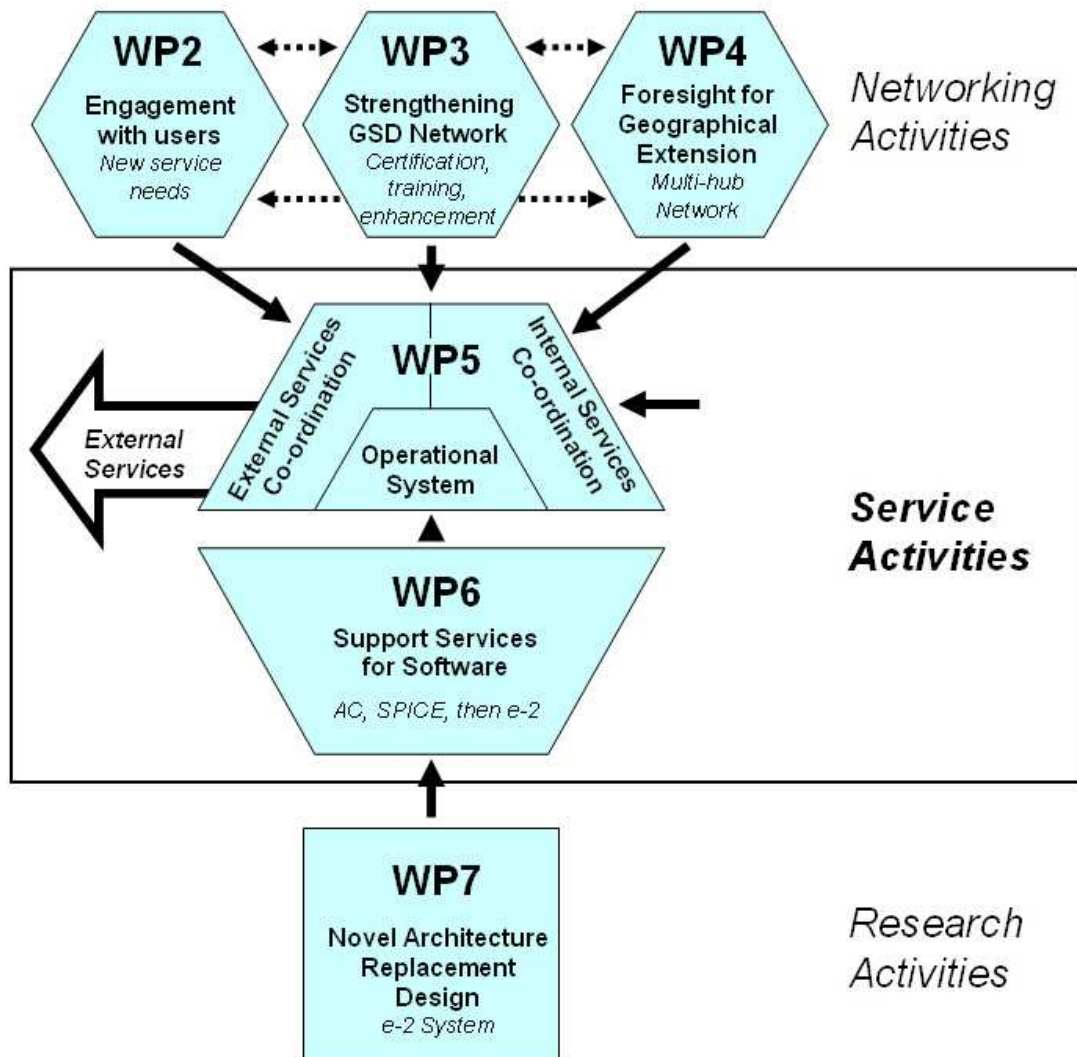 WP2
Engagement
with users
New service
needs
WP3
Strengthening
GSD Network
Certification,
training,
enhancement
WP4
Foresight for
Geographical
Extension
Multi-hub
Network
Networking
Activities
External Services
Co-ordination
WP5
Internal Services
Co-ordination
Operational
System
External
Services
Service
Activities
WP6
Support Services
for Software
AC, SPICE, then e-2
WP7
Novel Architecture
Replacement
Design
e-2 System
Research
Activities